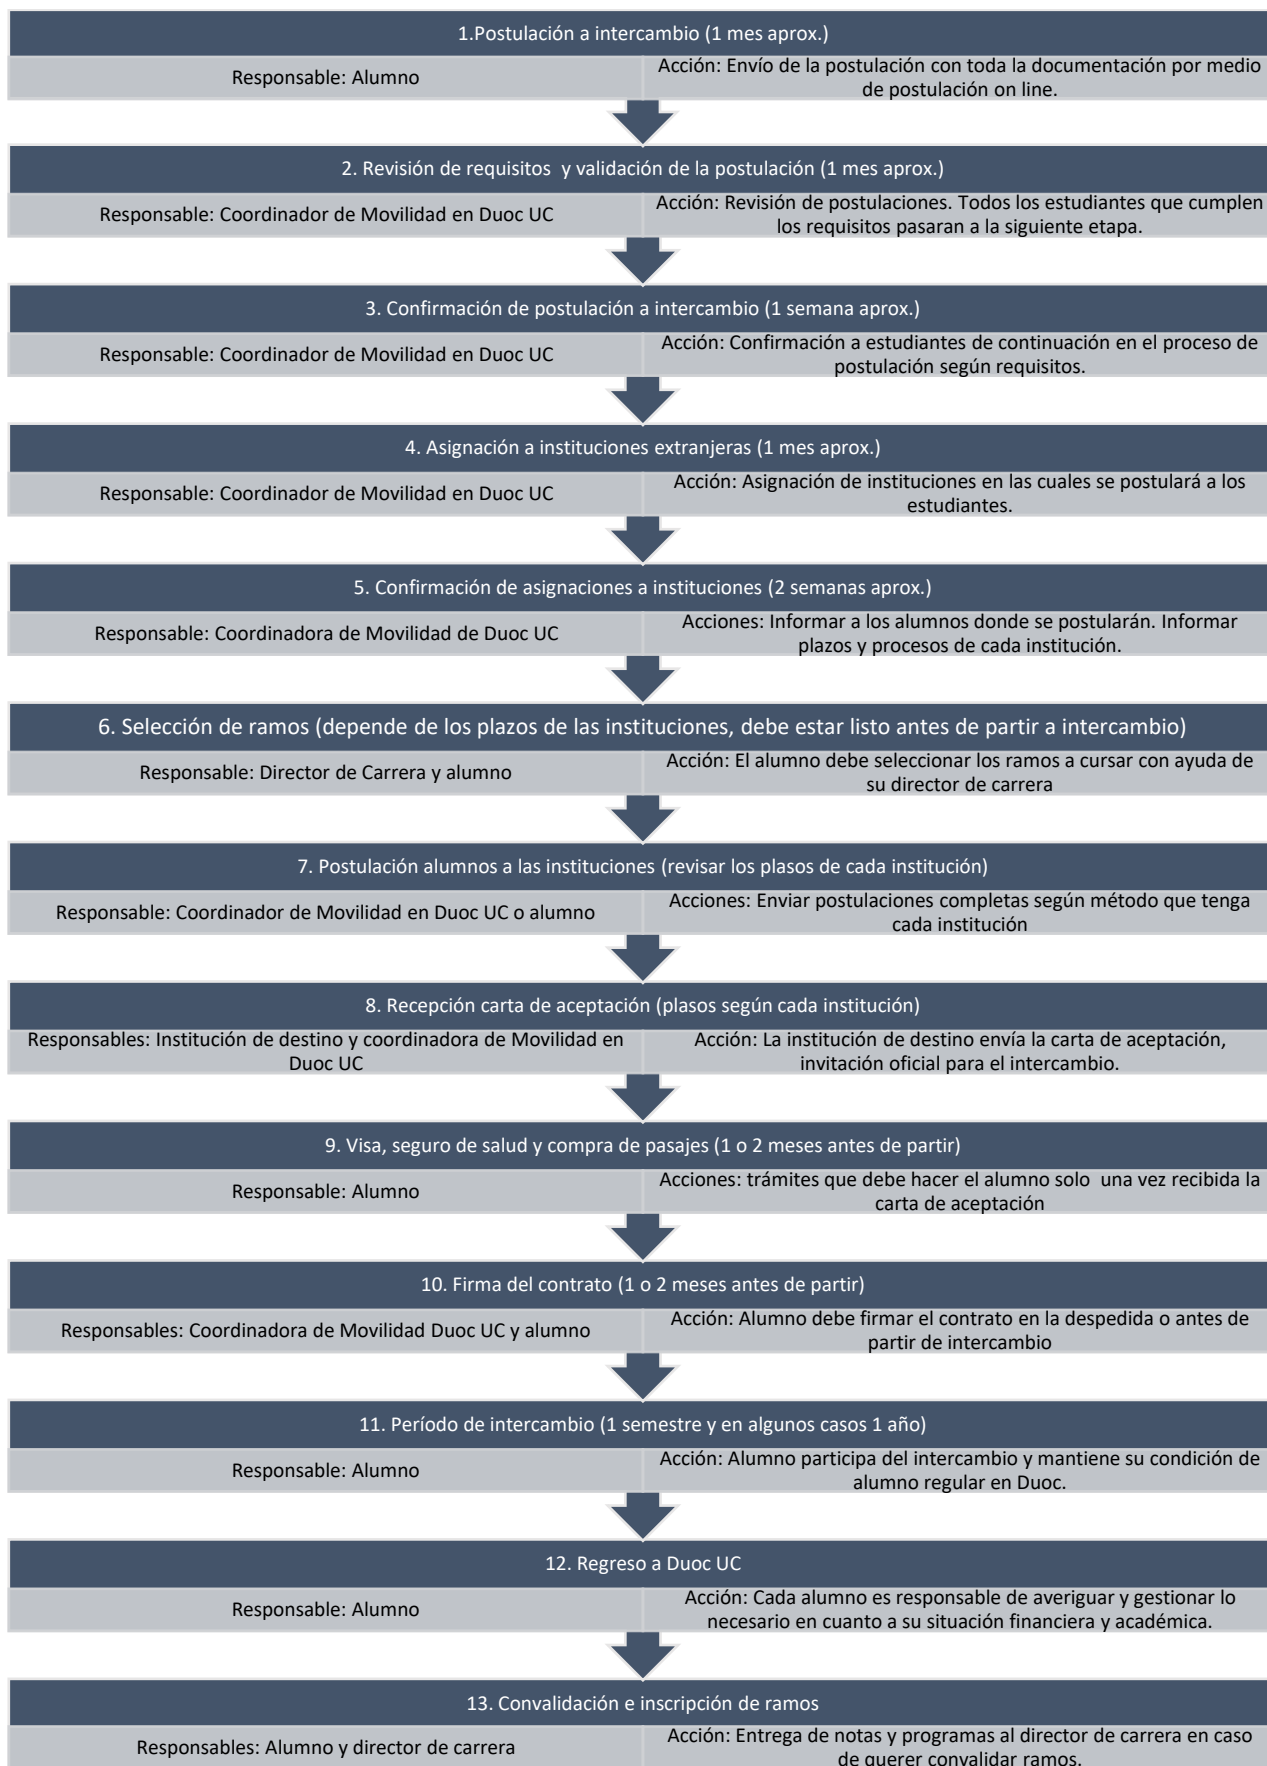 1.Postulación a intercambio (1 mes aprox.)
Responsable: Alumno
Acción: Envío de la postulación con toda la documentación por medio
de postulación on line.
2. Revisión de requisitos  y validación de la postulación (1 mes aprox.)
Responsable: Coordinador de Movilidad en Duoc UC
Acción: Revisión de postulaciones. Todos los estudiantes que cumplen
los requisitos pasaran a la siguiente etapa.
3. Confirmación de postulación a intercambio (1 semana aprox.)
Responsable: Coordinador de Movilidad en Duoc UC
Acción: Confirmación a estudiantes de continuación en el proceso de
postulación según requisitos.
4. Asignación a instituciones extranjeras (1 mes aprox.)
Responsable: Coordinador de Movilidad en Duoc UC
Acción: Asignación de instituciones en las cuales se postulará a los
estudiantes.
5. Confirmación de asignaciones a instituciones (2 semanas aprox.)
Responsable: Coordinadora de Movilidad de Duoc UC
Acciones: Informar a los alumnos donde se postularán. Informar
plazos y procesos de cada institución.
6. Selección de ramos (depende de los plazos de las instituciones, debe estar listo antes de partir a intercambio)
Responsable: Director de Carrera y alumno
Acción: El alumno debe seleccionar los ramos a cursar con ayuda de
su director de carrera
7. Postulación alumnos a las instituciones (revisar los plasos de cada institución)
Responsable: Coordinador de Movilidad en Duoc UC o alumno
Acciones: Enviar postulaciones completas según método que tenga
cada institución
8. Recepción carta de aceptación (plasos según cada institución)
Responsables: Institución de destino y coordinadora de Movilidad en
Duoc UC
Acción: La institución de destino envía la carta de aceptación,
invitación oficial para el intercambio.
9. Visa, seguro de salud y compra de pasajes (1 o 2 meses antes de partir)
Responsable: Alumno
Acciones: trámites que debe hacer el alumno solo  una vez recibida la
carta de aceptación
10. Firma del contrato (1 o 2 meses antes de partir)
Responsables: Coordinadora de Movilidad Duoc UC y alumno
Acción: Alumno debe firmar el contrato en la despedida o antes de
partir de intercambio
11. Período de intercambio (1 semestre y en algunos casos 1 año)
Responsable: Alumno
Acción: Alumno participa del intercambio y mantiene su condición de
alumno regular en Duoc.
12. Regreso a Duoc UC
Responsable: Alumno
Acción: Cada alumno es responsable de averiguar y gestionar lo
necesario en cuanto a su situación financiera y académica.
13. Convalidación e inscripción de ramos
Responsables: Alumno y director de carrera
Acción: Entrega de notas y programas al director de carrera en caso
de querer convalidar ramos.